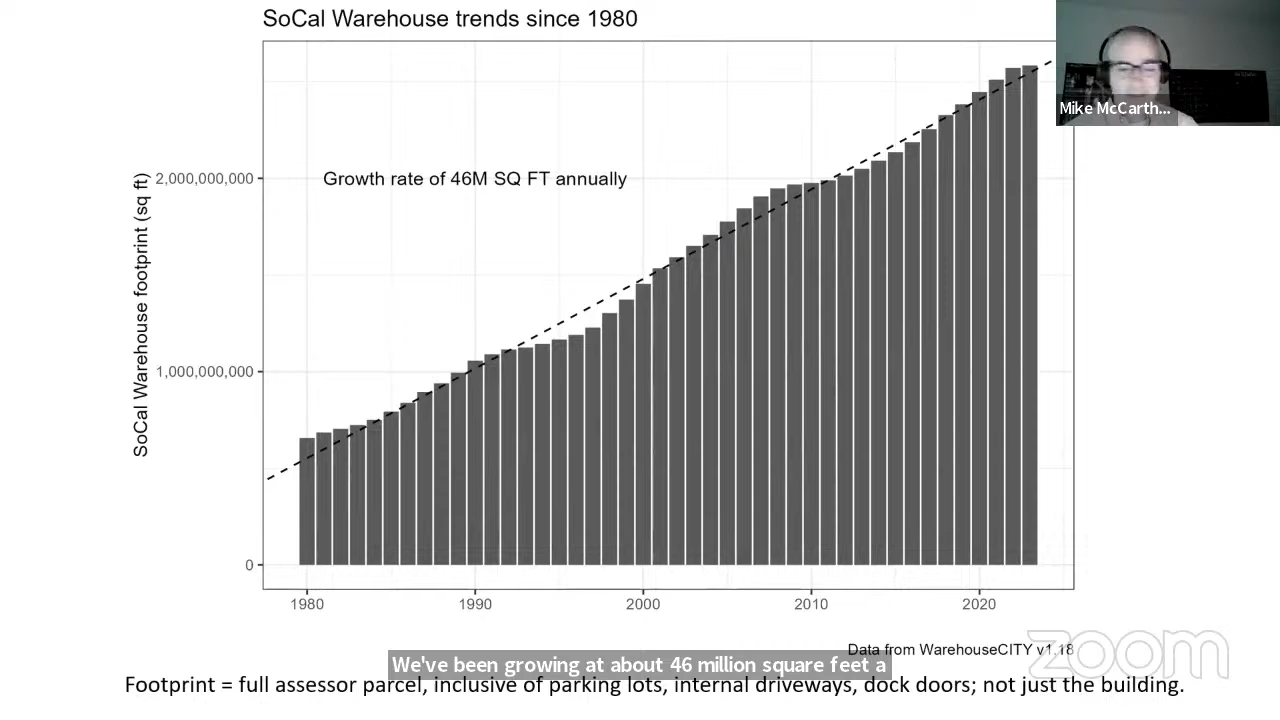 SoCal Warehouse trends since 1980
Mike McCarth...
Growth rate of 46M SQ FT annually
SoCal Warehouse footprint (sq ft)
2,000,000,000
1,000,000,000
0
1980 1990 2000 2010 2020
Data from WarehouseCITY v1.18
zoom
We've been growing at about 46 million square feet a
Footprint = full assessor parcel, inclusive of parking lots, internal driveways, dock doors; not just the building.